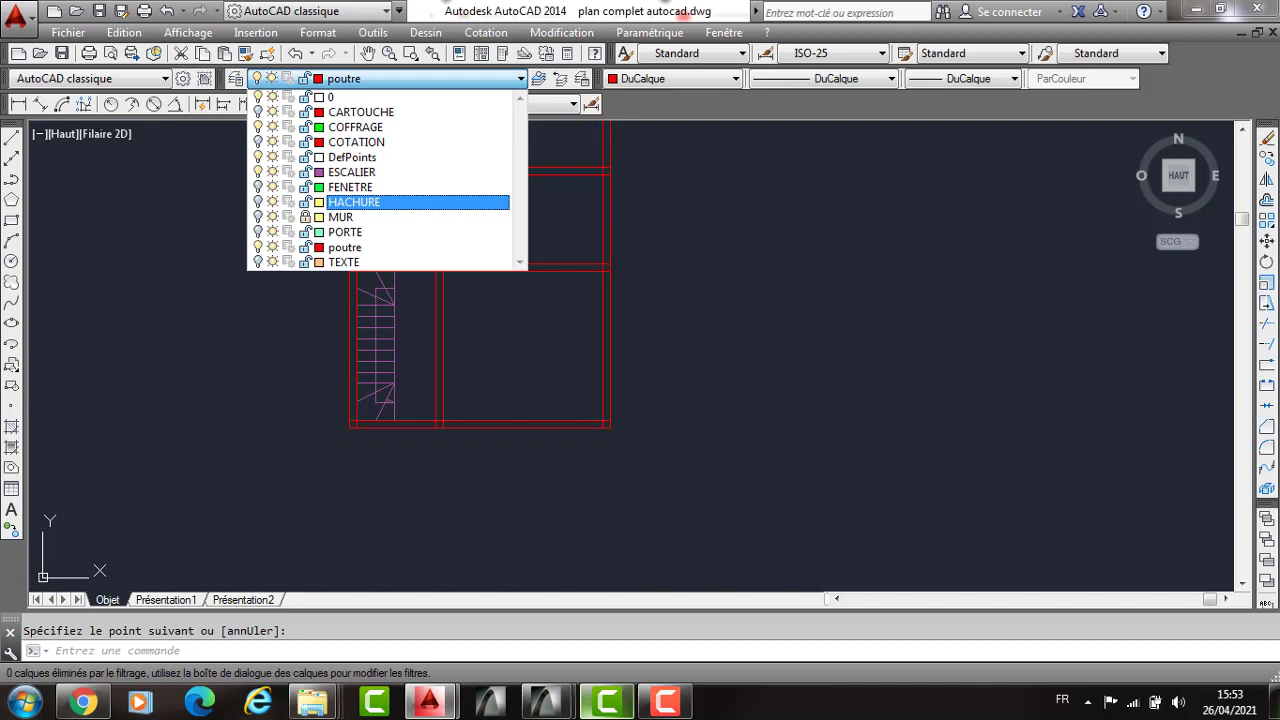 AutoCAD classique
Autodesk AutoCAD 2014 plan complet autocad.dwg
Entrez mot-clé ou expression
Se connecter
Fichier Edition Affichage Insertion Format Outils Dessin Cotation Modification Paramétrique Fenêtre ?
Standard ISO-25 Standard Standard
AutoCAD classique poutre DuCalque DuCalque DuCalque ParCouleur
0
CARTOUCHE
COFFRAGE
COTATION
DefPoints
ESCALIER
FENETRE
HACHURE
MUR
PORTE
poutre
TEXTE
[−][Haut][Filaire 2D]
N
O HAUT E
S
SCG
Y
X
Objet Présentation1 Présentation2
Spécifiez le point suivant ou [annUler]:
Entrez une commande
0 calques éliminés par le filtrage, utilisez la boîte de dialogue des calques pour modifier les filtres.
FR
15:53
26/04/2021